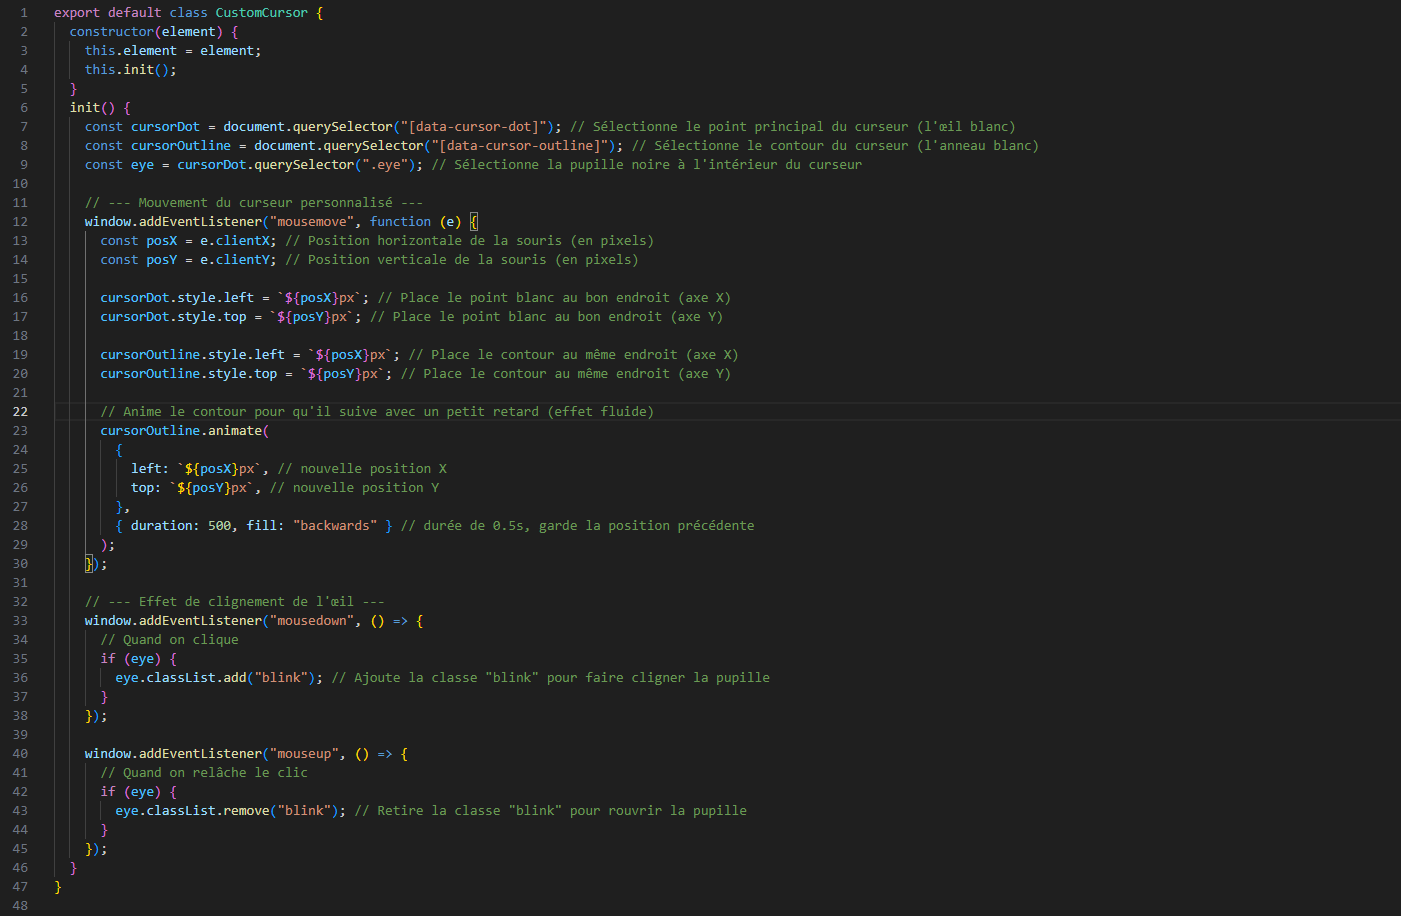 1 export default class CustomCursor {
2 constructor(element) {
3 this.element = element;
4 this.init();
5 }
6 init() {
7 const cursorDot = document.querySelector("[data-cursor-dot]"); // Sélectionne le point principal du curseur (l'œil blanc)
8 const cursorOutline = document.querySelector("[data-cursor-outline]"); // Sélectionne le contour du curseur (l'anneau blanc)
9 const eye = cursorDot.querySelector(".eye"); // Sélectionne la pupille noire à l'intérieur du curseur
10
11 // --- Mouvement du curseur personnalisé ---
12 window.addEventListener("mousemove", function (e) {
13 const posX = e.clientX; // Position horizontale de la souris (en pixels)
14 const posY = e.clientY; // Position verticale de la souris (en pixels)
15
16 cursorDot.style.left = `${posX}px`; // Place le point blanc au bon endroit (axe X)
17 cursorDot.style.top = `${posY}px`; // Place le point blanc au bon endroit (axe Y)
18
19 cursorOutline.style.left = `${posX}px`; // Place le contour au même endroit (axe X)
20 cursorOutline.style.top = `${posY}px`; // Place le contour au même endroit (axe Y)
21
22 // Anime le contour pour qu'il suive avec un petit retard (effet fluide)
23 cursorOutline.animate(
24 {
25 left: `${posX}px`, // nouvelle position X
26 top: `${posY}px`, // nouvelle position Y
27 },
28 { duration: 500, fill: "backwards" } // durée de 0.5s, garde la position précédente
29 );
30 });
31
32 // --- Effet de clignement de l'œil ---
33 window.addEventListener("mousedown", () => {
34 // Quand on clique
35 if (eye) {
36 eye.classList.add("blink"); // Ajoute la classe "blink" pour faire cligner la pupille
37 }
38 });
39
40 window.addEventListener("mouseup", () => {
41 // Quand on relâche le clic
42 if (eye) {
43 eye.classList.remove("blink"); // Retire la classe "blink" pour rouvrir la pupille
44 }
45 });
46 }
47 }
48